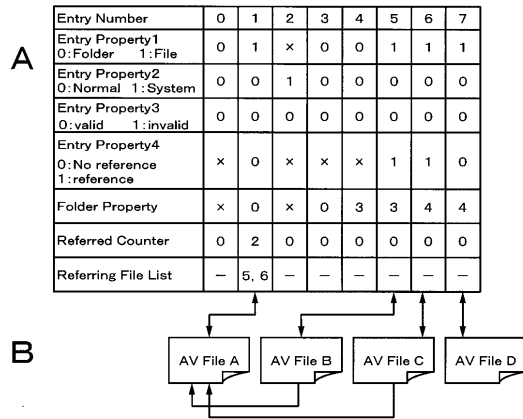 A
Entry Number 0 1 2 3 4 5 6 7
Entry Property1
0:Folder 1:File 0 1 × 0 0 1 1 1
Entry Property2
0:Normal 1:System 0 0 1 0 0 0 0 0
Entry Property3
0:valid 1:invalid 0 0 0 0 0 0 0 0
Entry Property4
0:No reference
1:reference × 0 × × × 1 1 0
Folder Property × 0 × 0 3 3 4 4
Referred Counter 0 2 0 0 0 0 0 0
Referring File List — 5, 6 — — — — — —
B
AV File A AV File B AV File C AV File D